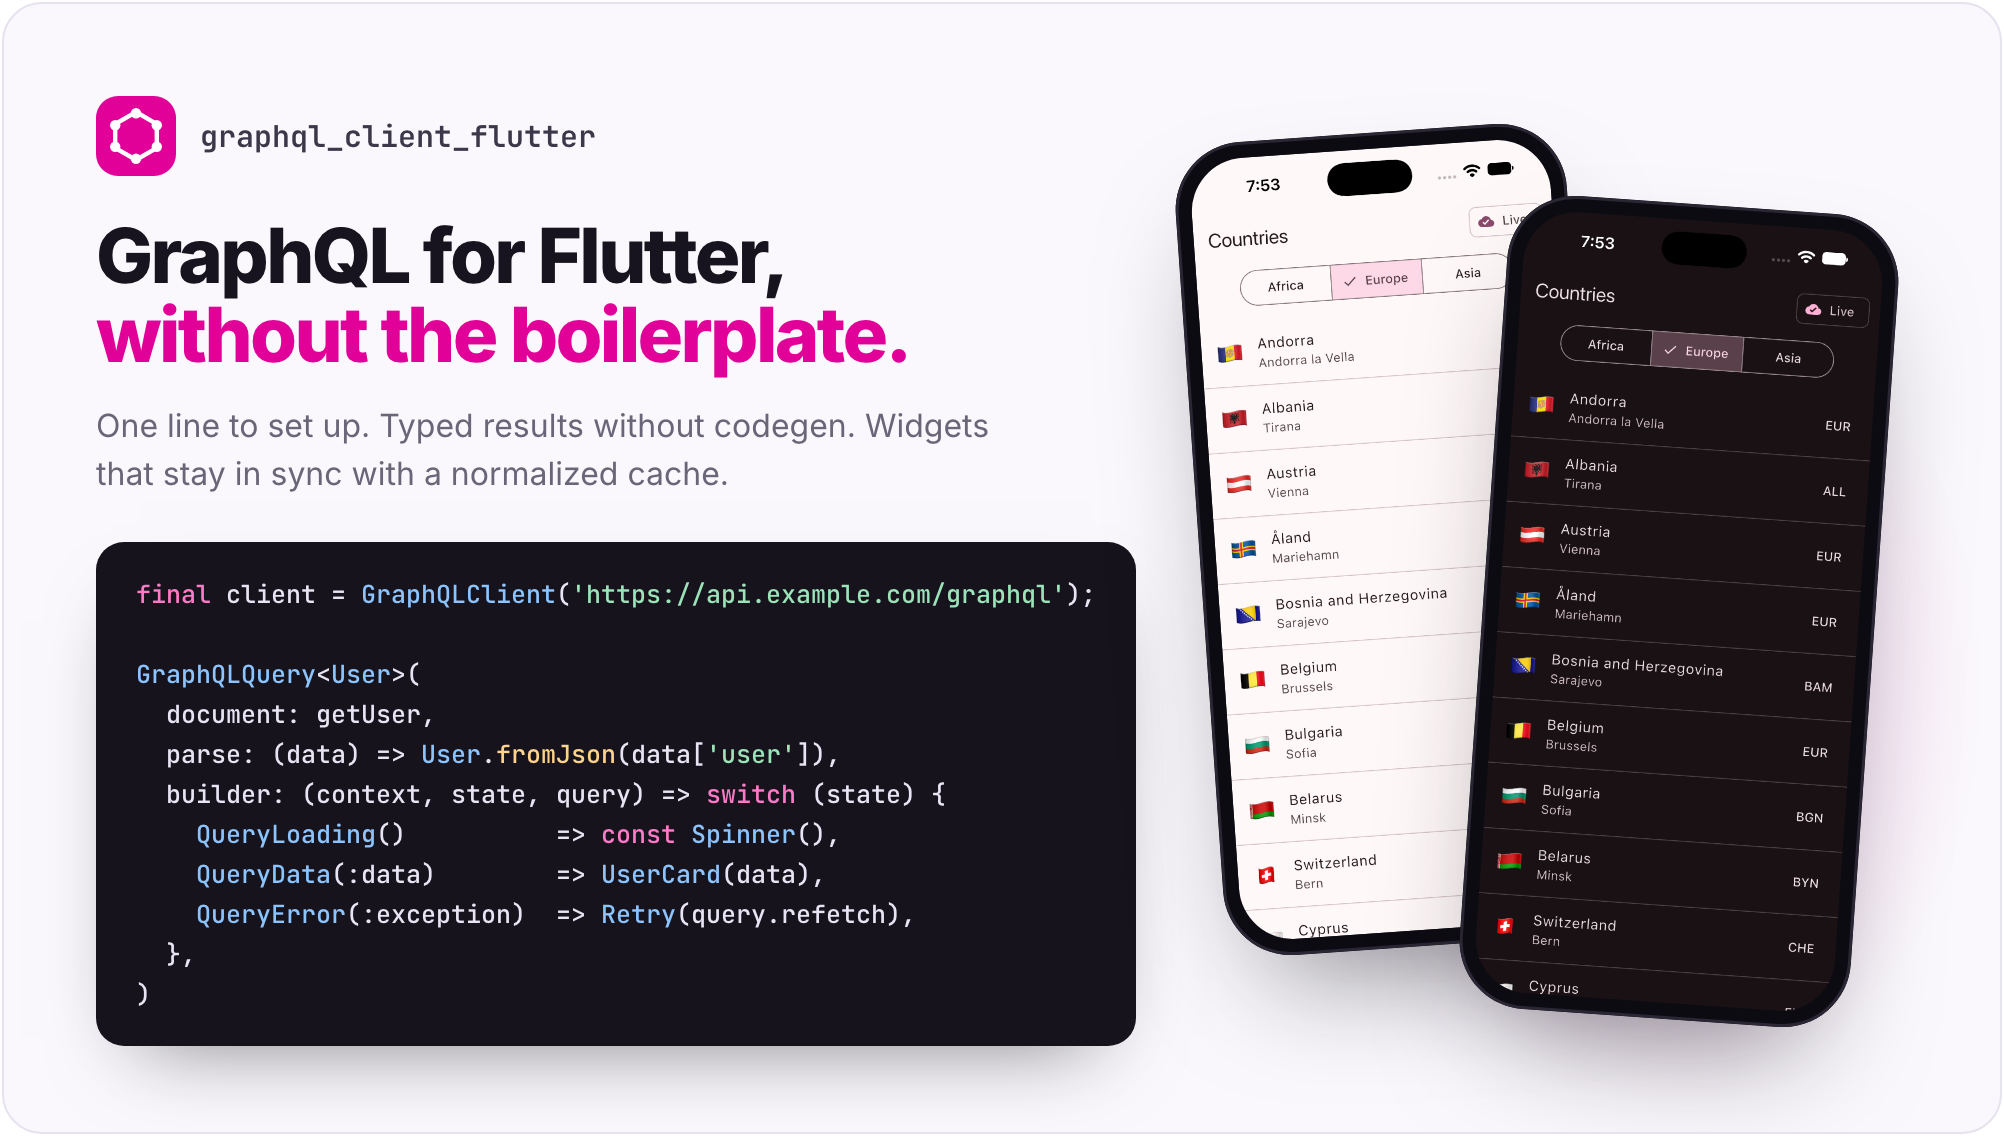 graphql_client_flutter
GraphQL for Flutter,
without the boilerplate.
One line to set up. Typed results without codegen. Widgets
that stay in sync with a normalized cache.
final client = GraphQLClient('https://api.example.com/graphql');
GraphQLQuery<User>(
  document: getUser,
  parse: (data) => User.fromJson(data['user']),
  builder: (context, state, query) => switch (state) {
    QueryLoading()          => const Spinner(),
    QueryData(:data)        => UserCard(data),
    QueryError(:exception)  => Retry(query.refetch),
  },
)
7:53
Countries
Live
Africa
Europe
Asia
Andorra
Andorra la Vella
Albania
Tirana
Austria
Vienna
Åland
Mariehamn
Bosnia and Herzegovina
Sarajevo
Belgium
Brussels
Bulgaria
Sofia
Belarus
Minsk
Switzerland
Bern
Cyprus
7:53
Countries
Live
Africa
Europe
Asia
Andorra
Andorra la Vella
EUR
Albania
Tirana
ALL
Austria
Vienna
EUR
Åland
Mariehamn
EUR
Bosnia and Herzegovina
Sarajevo
BAM
Belgium
Brussels
EUR
Bulgaria
Sofia
BGN
Belarus
Minsk
BYN
Switzerland
Bern
CHE
Cyprus